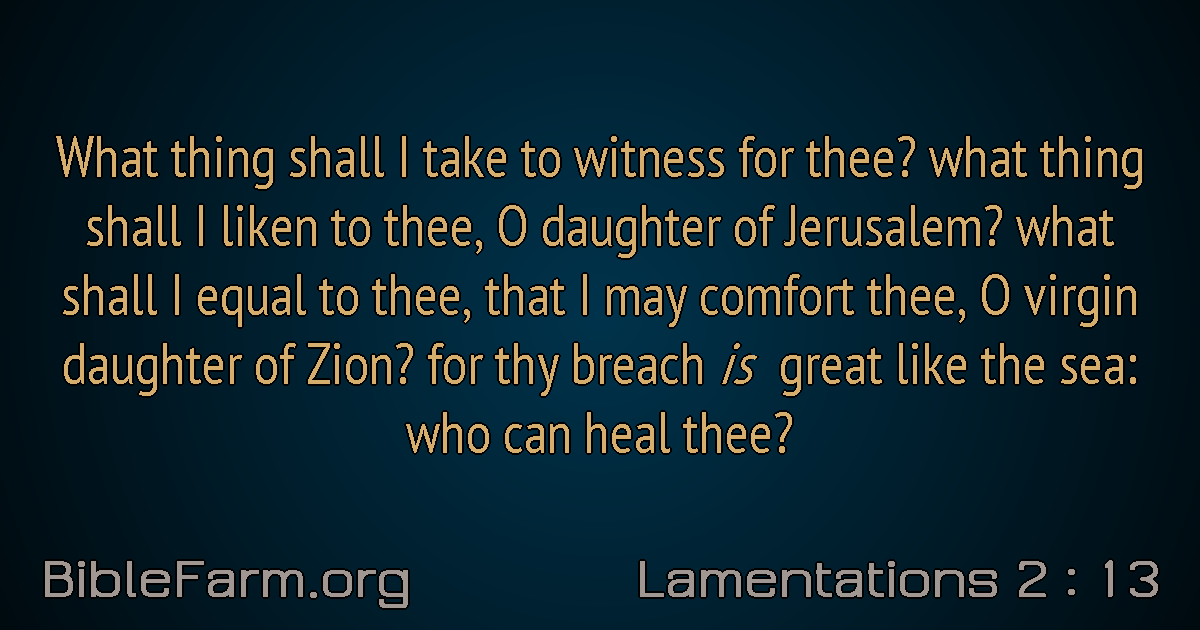 What thing shall I take to witness for thee? what thing
shall I liken to thee, O daughter of Jerusalem? what
shall I equal to thee, that I may comfort thee, O virgin
daughter of Zion? for thy breach is great like the sea:
who can heal thee?
BibleFarm.org
Lamentations 2 : 13